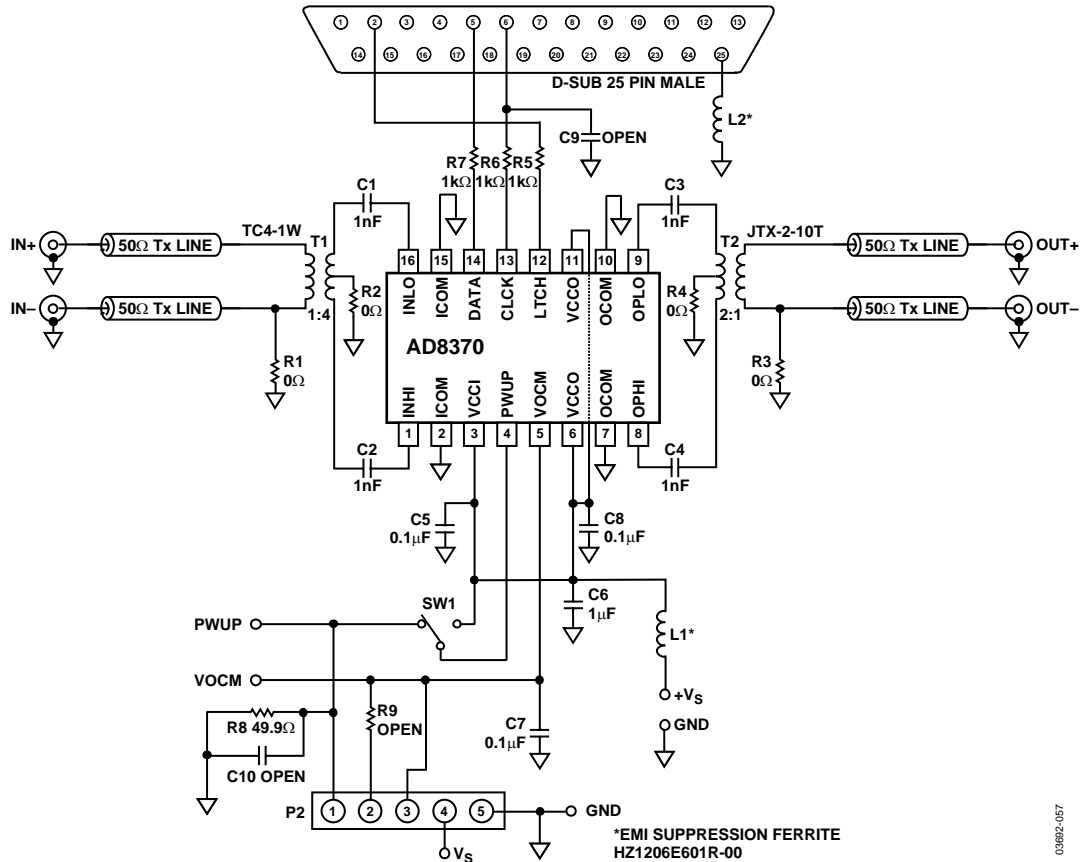 1 2 3 4 5 6 7 8 9 10 11 12 13
14 15 16 17 18 19 20 21 22 23 24 25
D-SUB 25 PIN MALE
L2*
C9 OPEN
R7 1kΩ
R6 1kΩ
R5 1kΩ
C1 1nF
C3 1nF
IN+
50Ω Tx LINE
TC4-1W
T1
1:4
IN–
50Ω Tx LINE
R1 0Ω
R2 0Ω
16 15 14 13 12 11 10 9
INLO ICOM DATA CLCK LTCH VCCO OCOM OPLO
AD8370
INHI ICOM VCCI PWUP VOCM VCCO OCOM OPHI
1 2 3 4 5 6 7 8
R4 0Ω
T2
JTX-2-10T
2:1
50Ω Tx LINE
OUT+
50Ω Tx LINE
OUT–
R3 0Ω
C2 1nF
C4 1nF
C5 0.1µF
C8 0.1µF
C6 1µF
L1*
SW1
PWUP
VOCM
+VS
GND
R8 49.9Ω
C10 OPEN
R9 OPEN
C7 0.1µF
P2
1 2 3 4 5
GND
VS
*EMI SUPPRESSION FERRITE
HZ1206E601R-00
03692-057